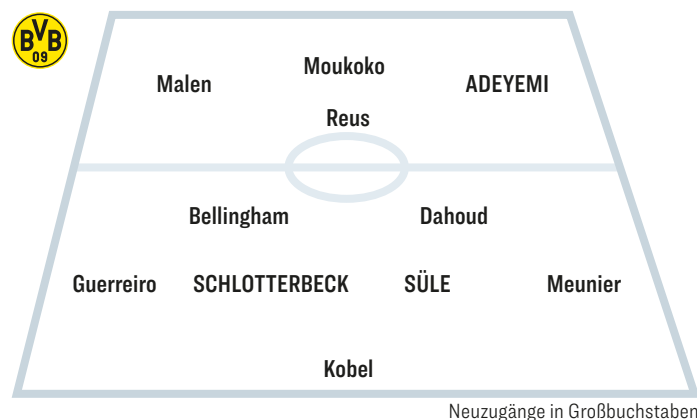 BVB
09
Moukoko
Malen ADEYEMI
Reus
Bellingham Dahoud
Guerreiro SCHLOTTERBECK SÜLE Meunier
Kobel
Neuzugänge in Großbuchstaben